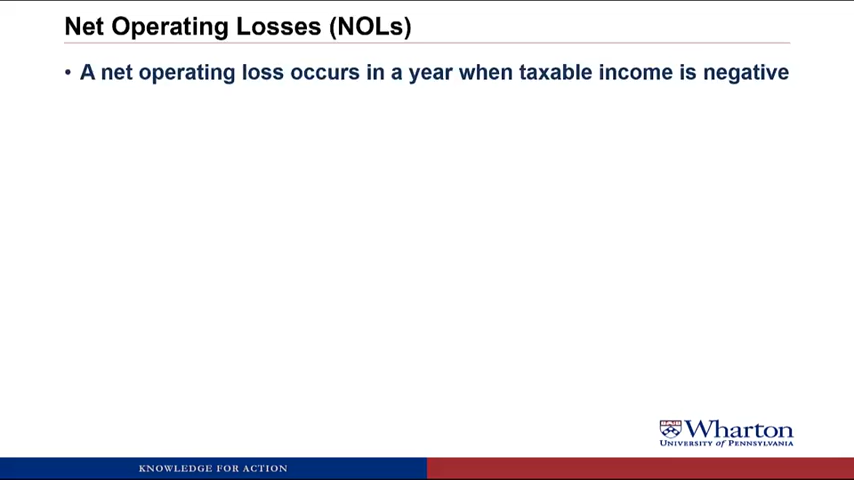 Net Operating Losses (NOLs)
• A net operating loss occurs in a year when taxable income is negative
Wharton
UNIVERSITY of PENNSYLVANIA
KNOWLEDGE FOR ACTION